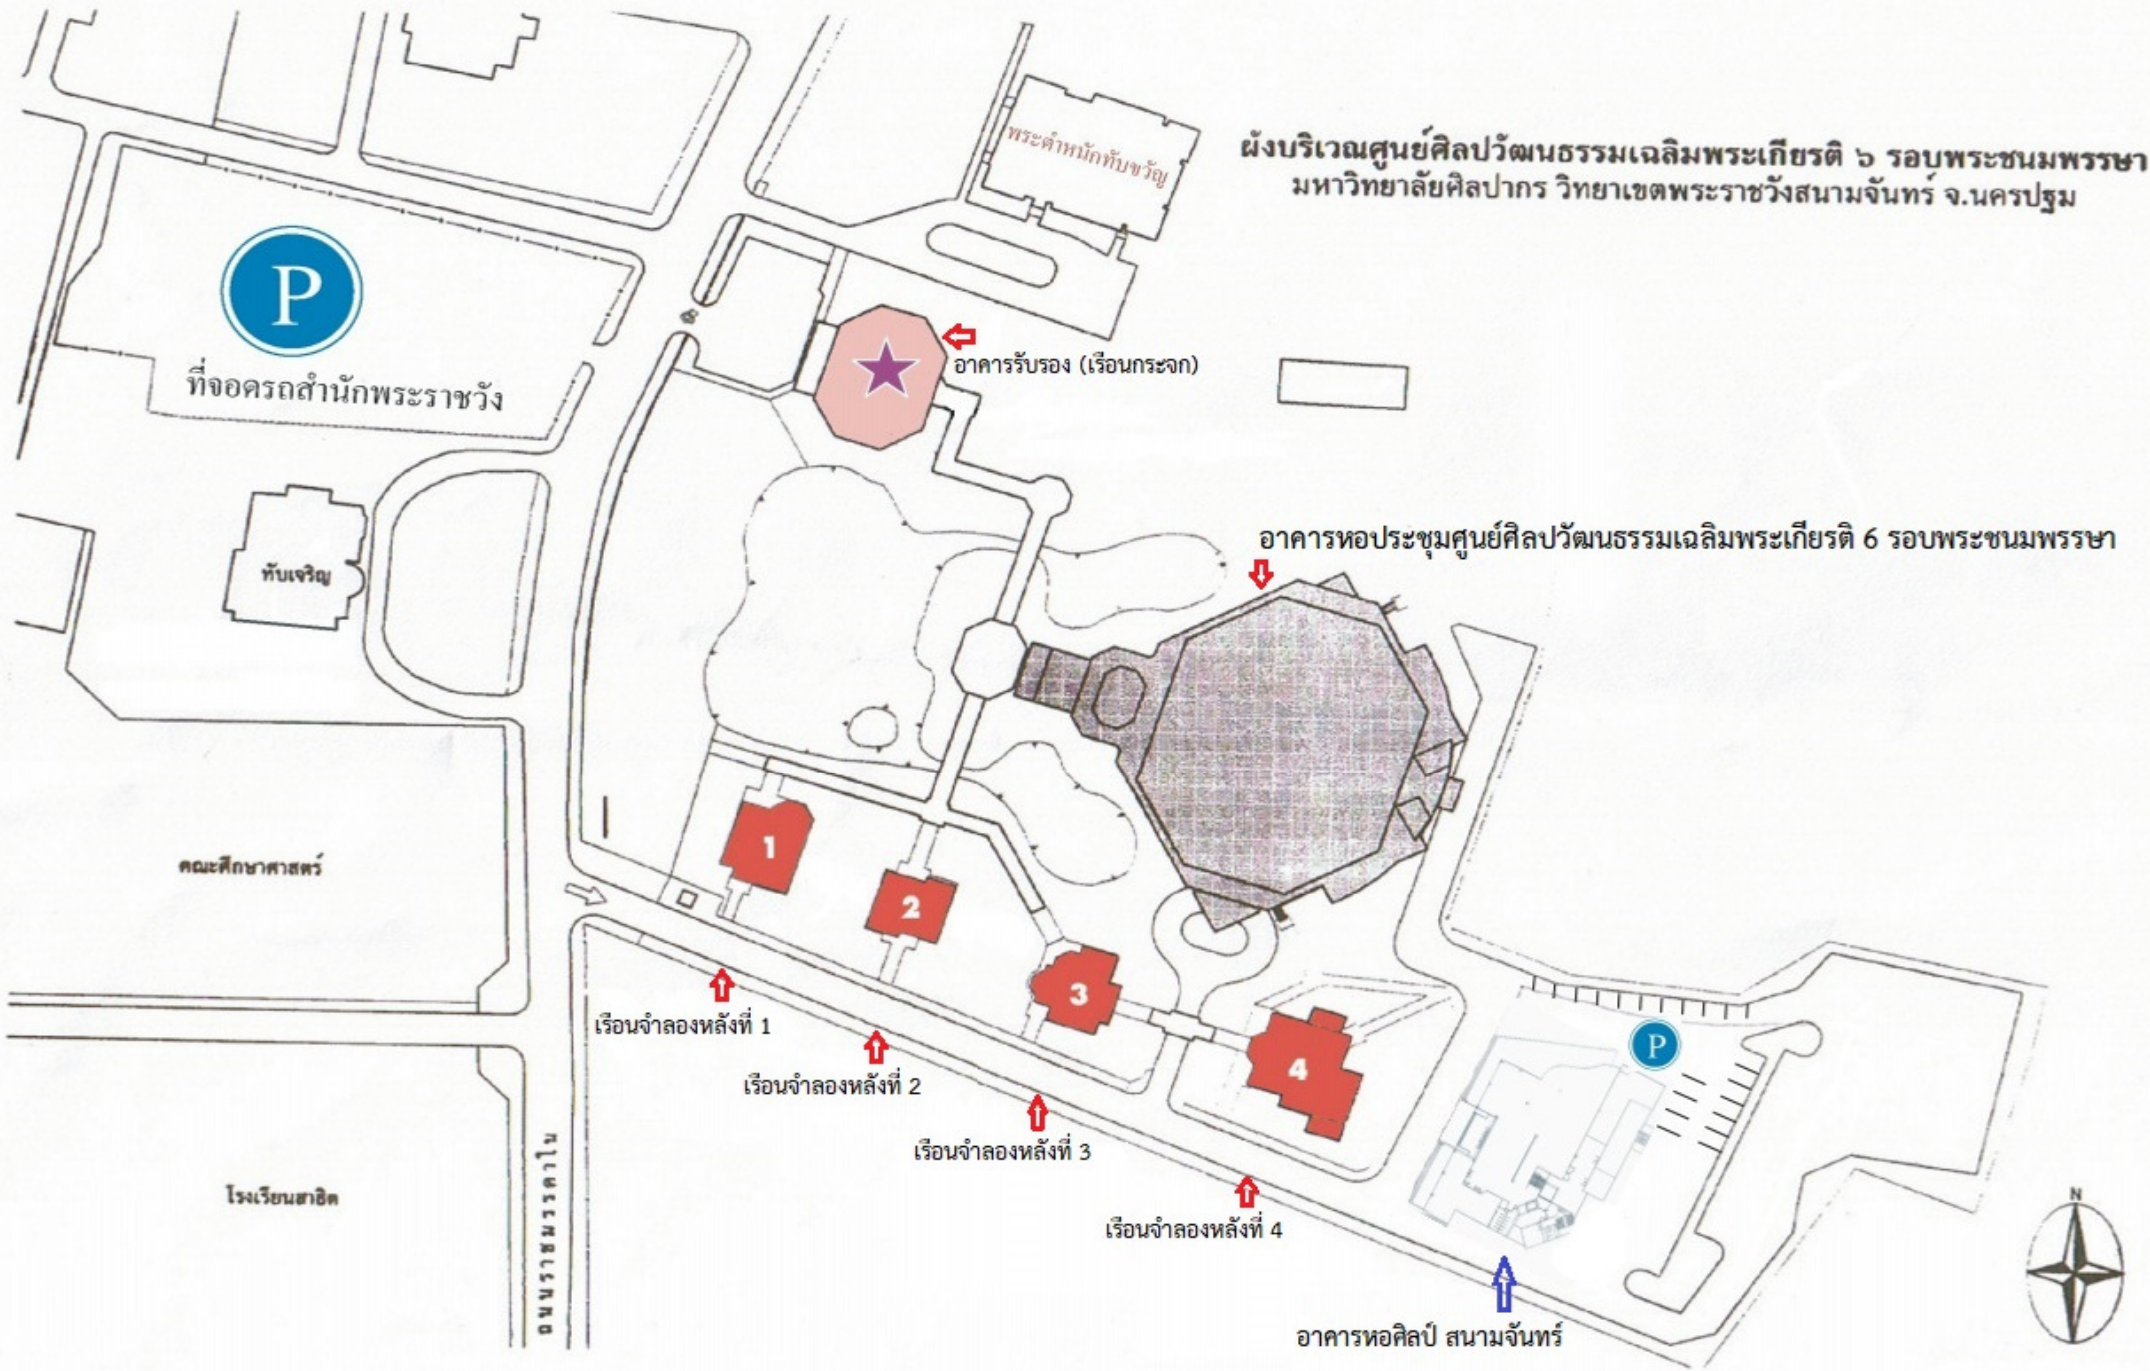 ผังบริเวณศูนย์ศิลปวัฒนธรรมเฉลิมพระเกียรติ ๖ รอบพระชนมพรรษา
มหาวิทยาลัยศิลปากร วิทยาเขตพระราชวังสนามจันทร์ จ.นครปฐม
พระตำหนักทับขวัญ
P
ที่จอดรถสำนักพระราชวัง
อาคารรับรอง (เรือนกระจก)
อาคารหอประชุมศูนย์ศิลปวัฒนธรรมเฉลิมพระเกียรติ 6 รอบพระชนมพรรษา
ทับเจริญ
1
คณะศึกษาศาสตร์
2
3
เรือนจำลองหลังที่ 1
P
4
เรือนจำลองหลังที่ 2
เรือนจำลองหลังที่ 3
โรงเรียนสาธิต
N
เรือนจำลองหลังที่ 4
ถนนราชมรรคาใน
อาคารหอศิลป์ สนามจันทร์